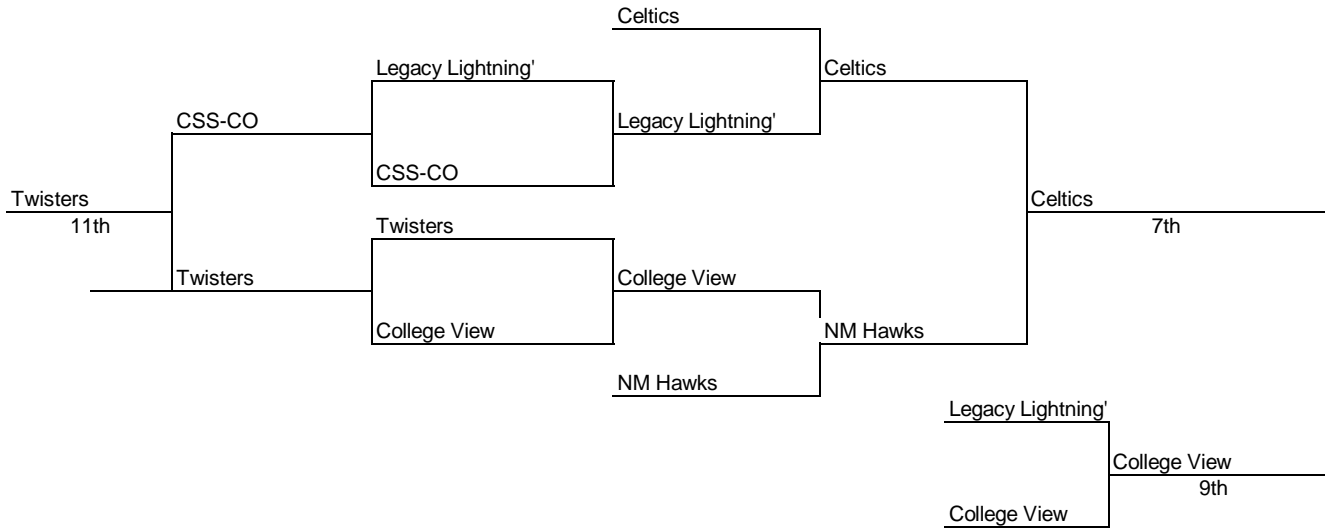 Celtics
Legacy Lightning'
Celtics
CSS-CO
Legacy Lightning'
CSS-CO
Twisters
Celtics
11th
7th
Twisters
Twisters
College View
College View
NM Hawks
NM Hawks
Legacy Lightning'
College View
9th
College View